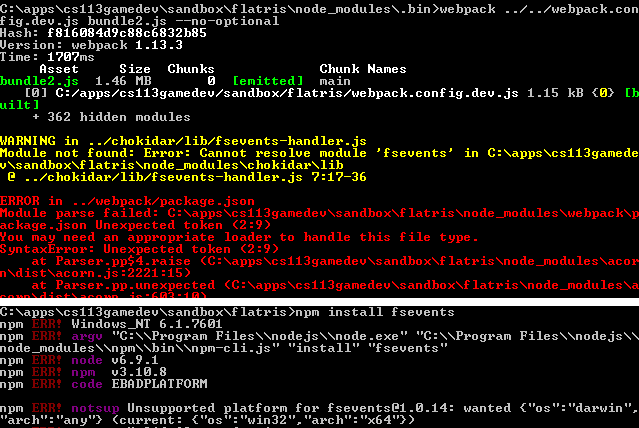 C:\apps\cs113gamedev\sandbox\flatris\node_modules\.bin>webpack ../../webpack.con
fig.dev.js bundle2.js --no-optional
Hash: f816084d9c88c6832b85
Version: webpack 1.13.3
Time: 1707ms
Asset Size Chunks Chunk Names
bundle2.js 1.46 MB 0 [emitted] main
[0] C:/apps/cs113gamedev/sandbox/flatris/webpack.config.dev.js 1.15 kB {0} [b
uilt]
+ 362 hidden modules
WARNING in ../chokidar/lib/fsevents-handler.js
Module not found: Error: Cannot resolve module 'fsevents' in C:\apps\cs113gamede
v\sandbox\flatris\node_modules\chokidar\lib
@ ../chokidar/lib/fsevents-handler.js 7:17-36
ERROR in ../webpack/package.json
Module parse failed: C:\apps\cs113gamedev\sandbox\flatris\node_modules\webpack\p
ackage.json Unexpected token (2:9)
You may need an appropriate loader to handle this file type.
SyntaxError: Unexpected token (2:9)
at Parser.pp$4.raise (C:\apps\cs113gamedev\sandbox\flatris\node_modules\acor
n\dist\acorn.js:2221:15)
at Parser.pp.unexpected (C:\apps\cs113gamedev\sandbox\flatris\node_modules\a
corn\dist\acorn.js:603:10)
C:\apps\cs113gamedev\sandbox\flatris>npm install fsevents
npm ERR! Windows_NT 6.1.7601
npm ERR! argv "C:\\Program Files\\nodejs\\node.exe" "C:\\Program Files\\nodejs\\
node_modules\\npm\\bin\\npm-cli.js" "install" "fsevents"
npm ERR! node v6.9.1
npm ERR! npm v3.10.8
npm ERR! code EBADPLATFORM
npm ERR! notsup Unsupported platform for fsevents@1.0.14: wanted {"os":"darwin",
"arch":"any"} (current: {"os":"win32","arch":"x64"})